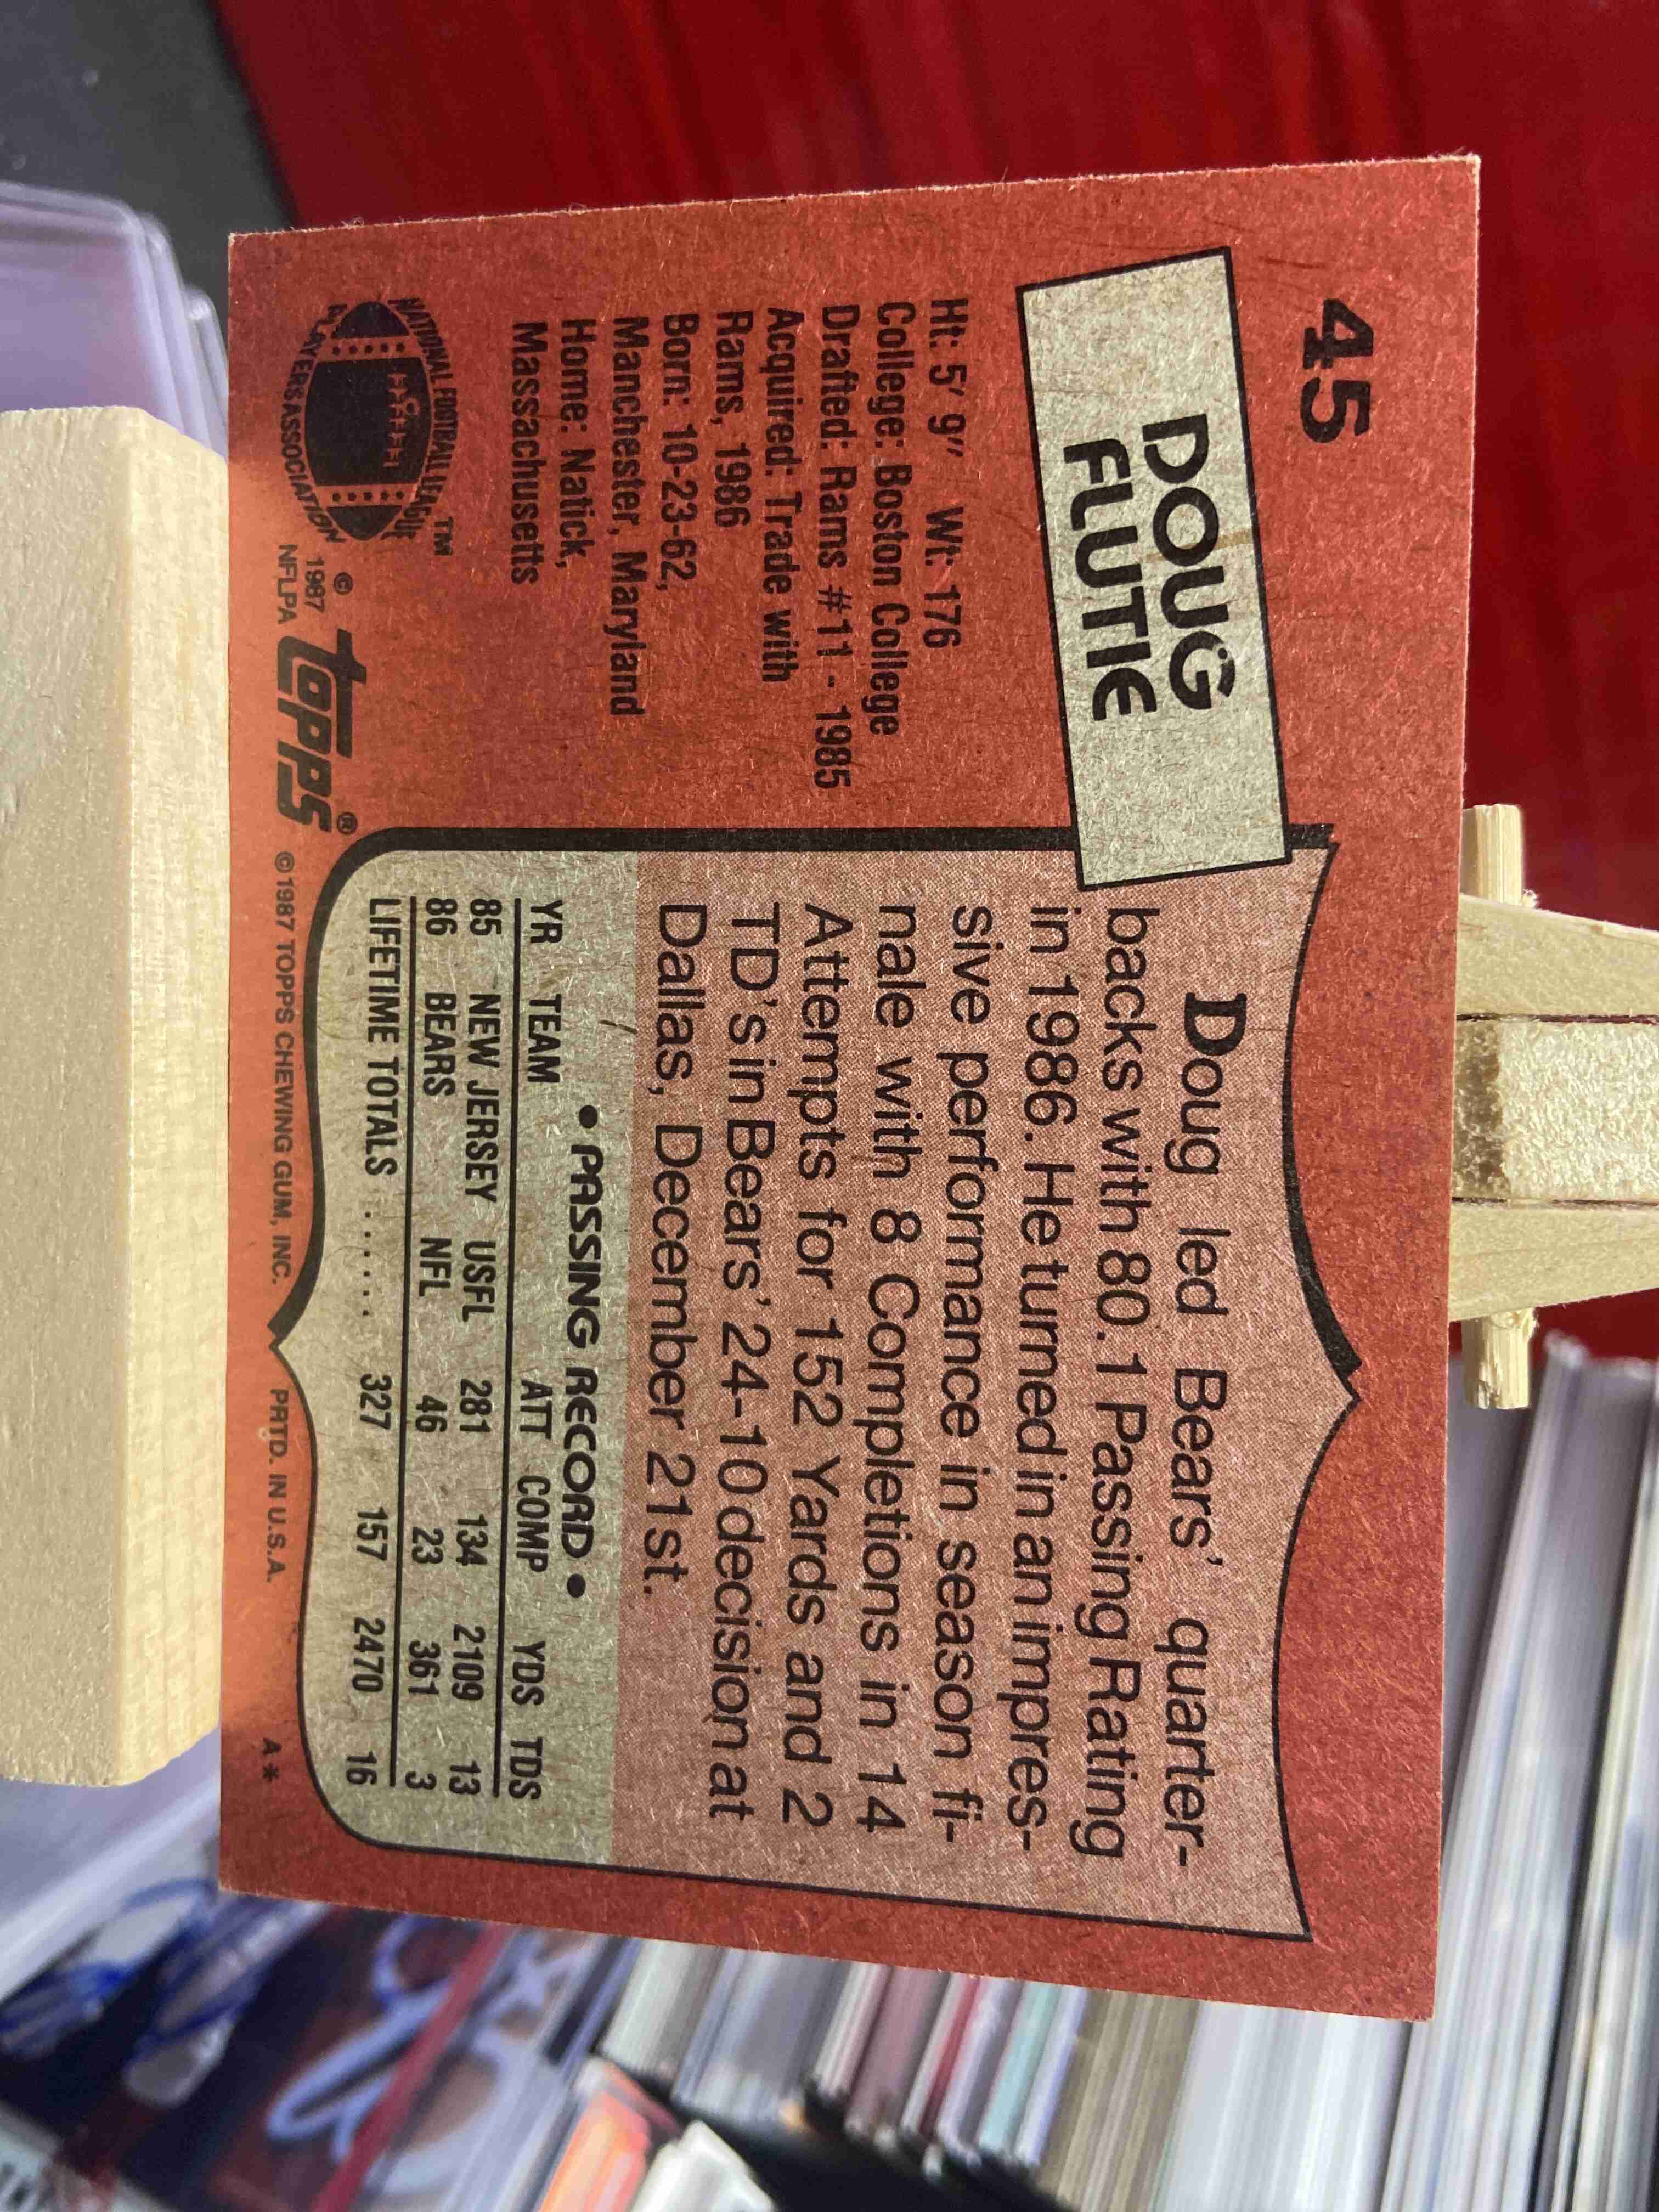 45
DOUG
FLUTIE
Ht: 5' 9" Wt: 176
College: Boston College
Drafted: Rams #11 - 1985
Acquired: Trade with
Rams, 1986
Born: 10-23-62,
Manchester, Maryland
Home: Natick,
Massachusetts
NATIONAL FOOTBALL LEAGUE
PLAYERS ASSOCIATION
TM
©
1987
NFLPA
TOPPS®
Doug led Bears' quarter-
backs with 80.1 Passing Rating
in 1986. He turned in an impres-
sive performance in season fi-
nale with 8 Completions in 14
Attempts for 152 Yards and 2
TD's in Bears' 24-10 decision at
Dallas, December 21st.
• PASSING RECORD •
YR TEAM ATT COMP YDS TDS
85 NEW JERSEY USFL 281 134 2109 13
86 BEARS NFL 46 23 361 3
LIFETIME TOTALS ...... 327 157 2470 16
©1987 TOPPS CHEWING GUM, INC. PRTD. IN U.S.A. A*